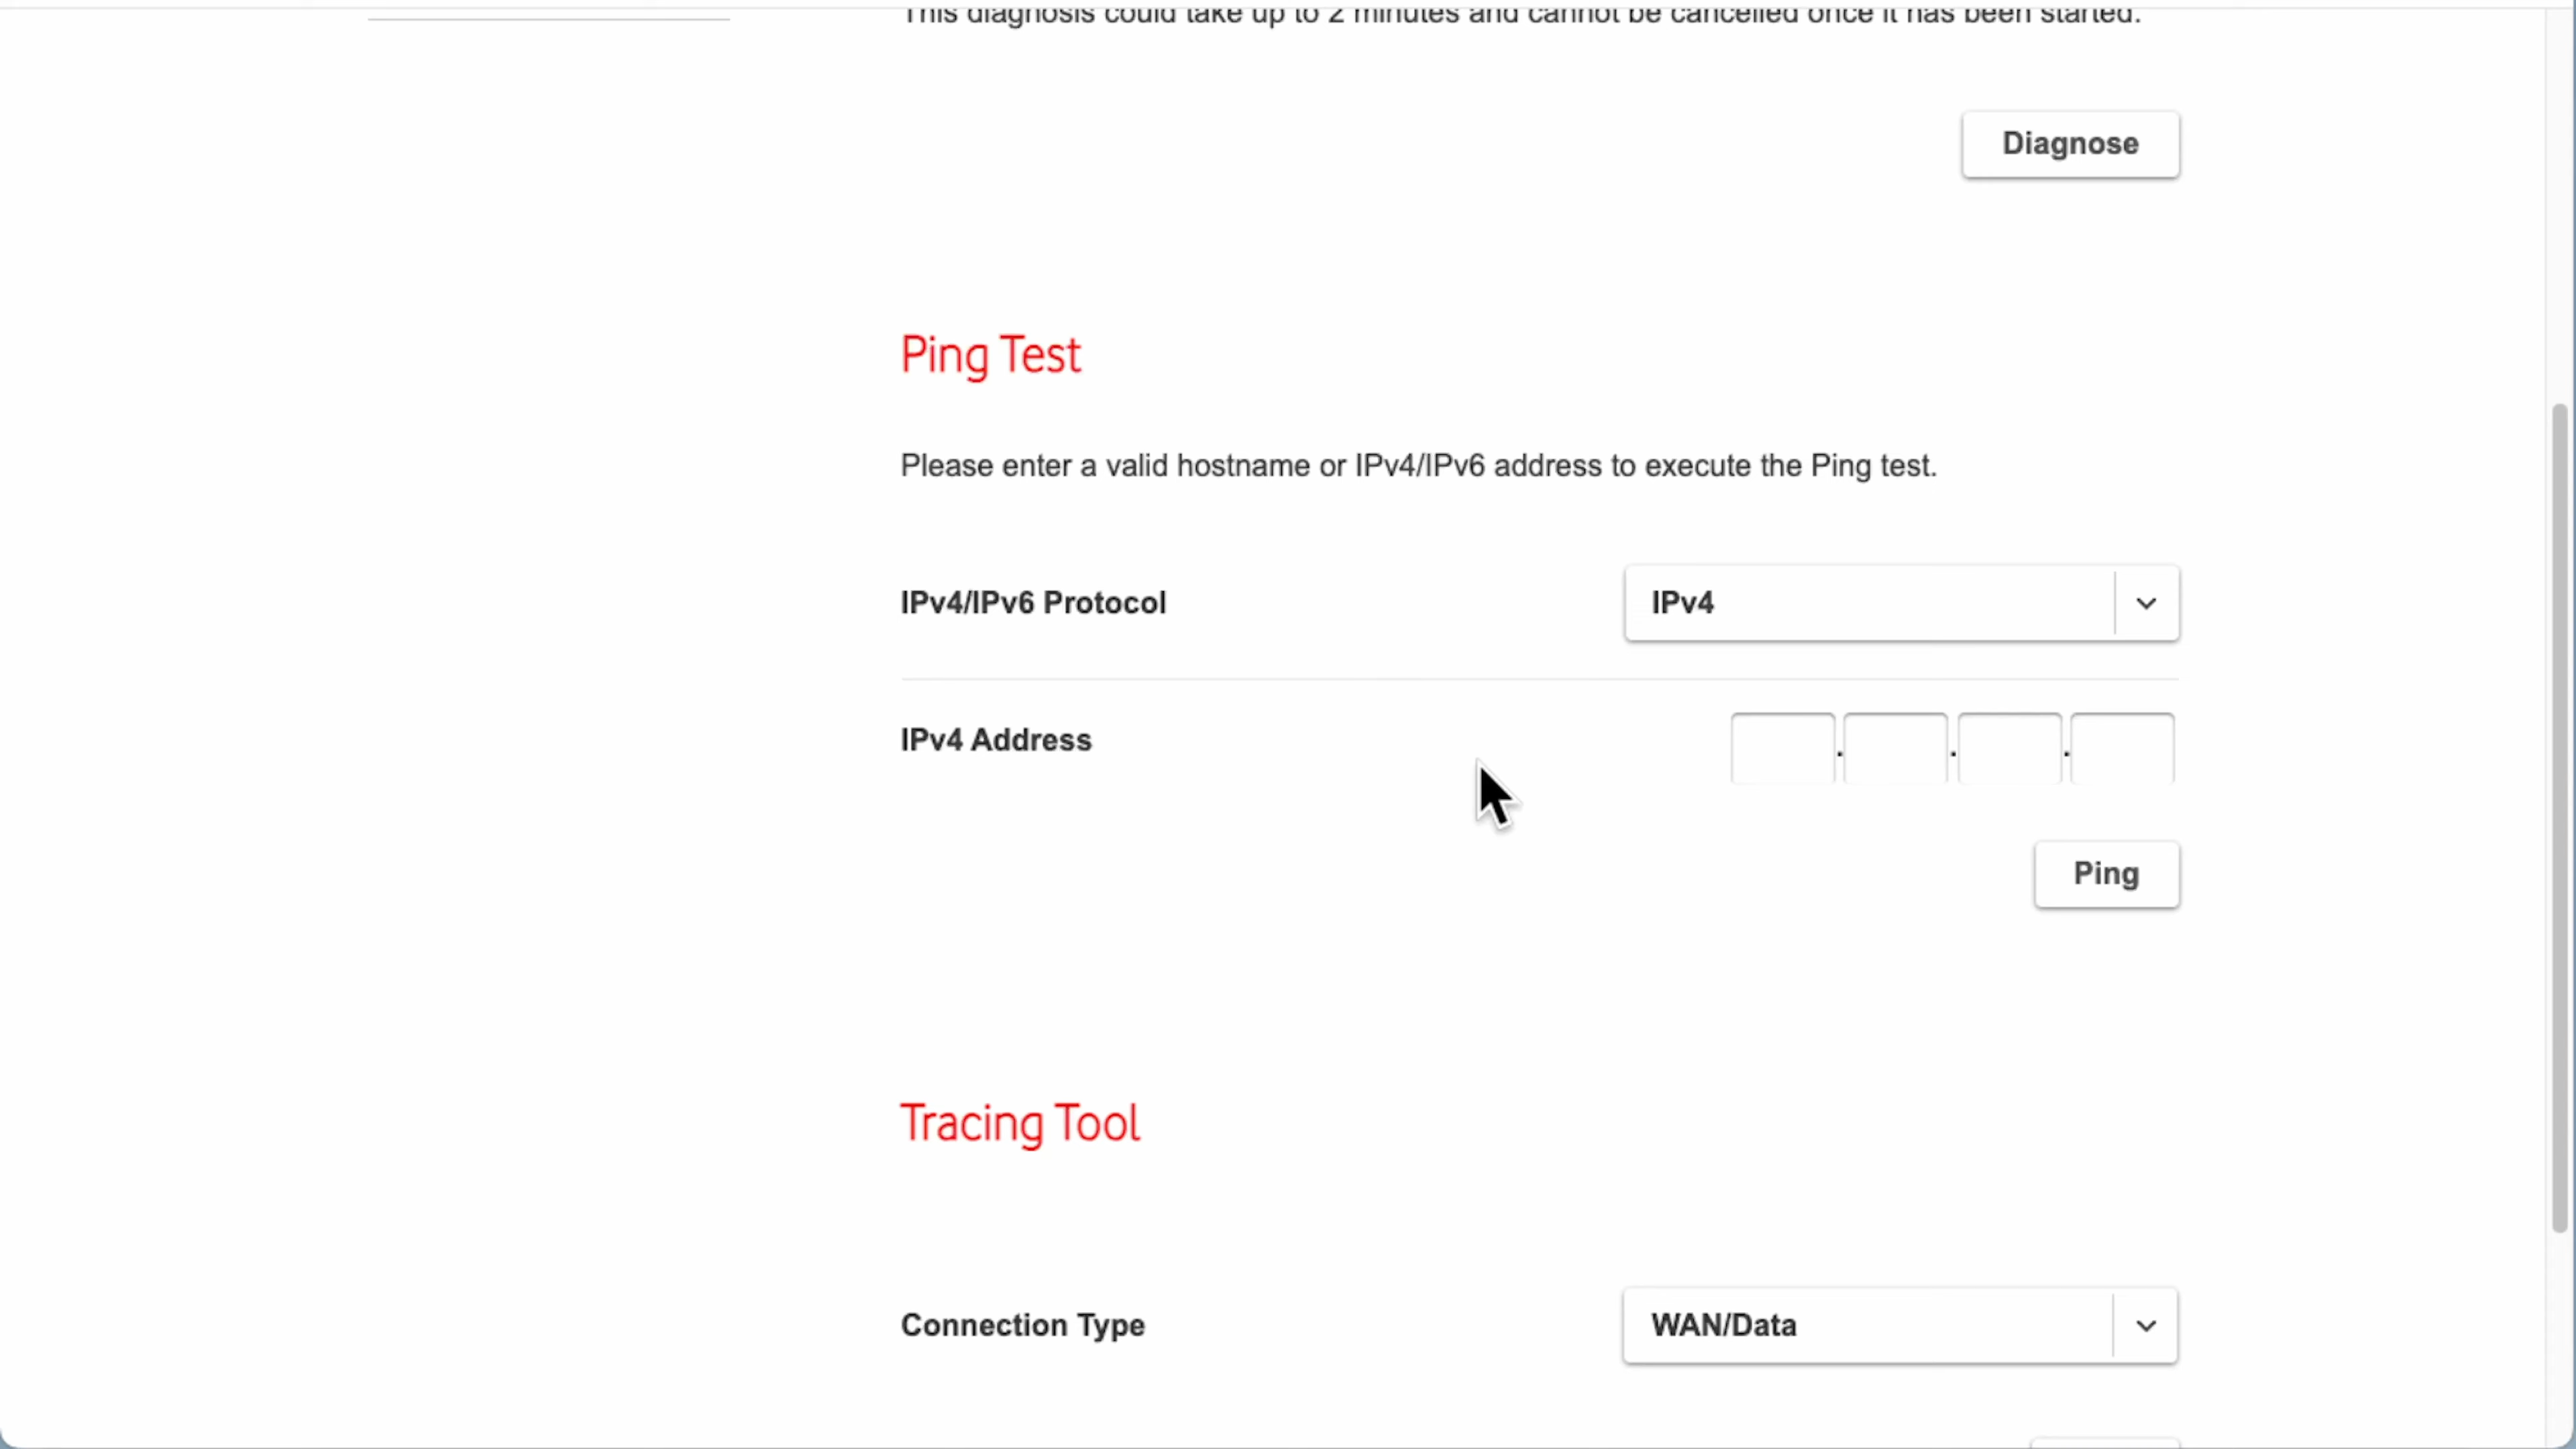 This diagnosis could take up to 2 minutes and cannot be cancelled once it has been started.
Diagnose
Ping Test
Please enter a valid hostname or IPv4/IPv6 address to execute the Ping test.
IPv4/IPv6 Protocol
IPv4
IPv4 Address
. . .
Ping
Tracing Tool
Connection Type
WAN/Data